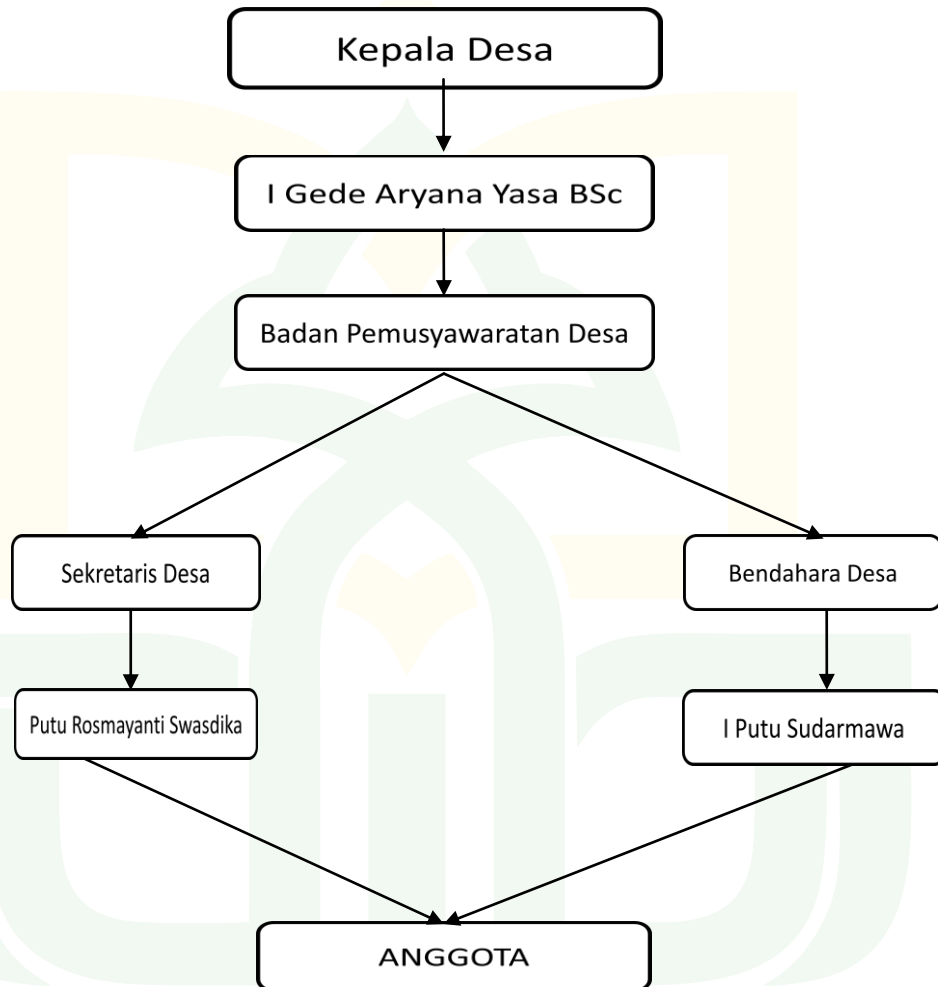 Kepala Desa
I Gede Aryana Yasa BSc
Badan Pemusyawaratan Desa
Sekretaris Desa
Bendahara Desa
Putu Rosmayanti Swasdika
I Putu Sudarmawa
ANGGOTA